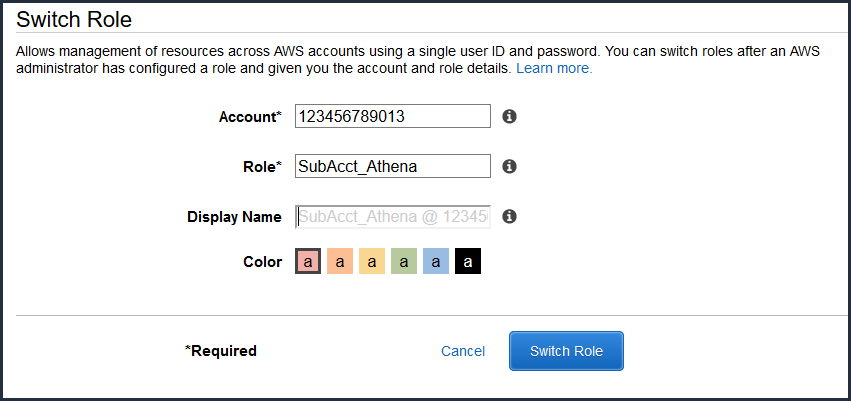 Switch Role
Allows management of resources across AWS accounts using a single user ID and password. You can switch roles after an AWS
administrator has configured a role and given you the account and role details. Learn more.
Account* 123456789013
Role* SubAcct_Athena
Display Name SubAcct_Athena @ 12345
Color a a a a a a
*Required Cancel Switch Role